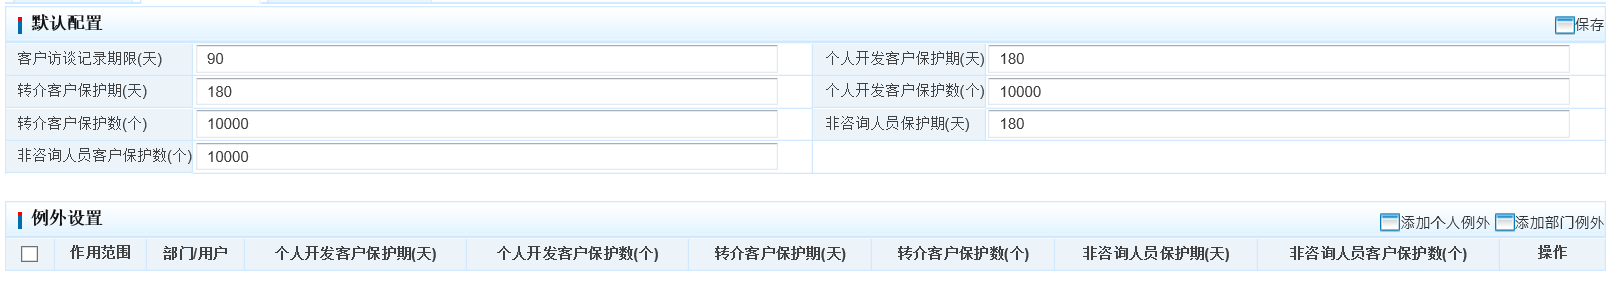 默认配置 保存
客户访谈记录期限(天) 90 个人开发客户保护期(天) 180
转介客户保护期(天) 180 个人开发客户保护数(个) 10000
转介客户保护数(个) 10000 非咨询人员保护期(天) 180
非咨询人员客户保护数(个) 10000
例外设置 添加个人例外 添加部门例外
作用范围 部门/用户 个人开发客户保护期(天) 个人开发客户保护数(个) 转介客户保护期(天) 转介客户保护数(个) 非咨询人员保护期(天) 非咨询人员客户保护数(个) 操作